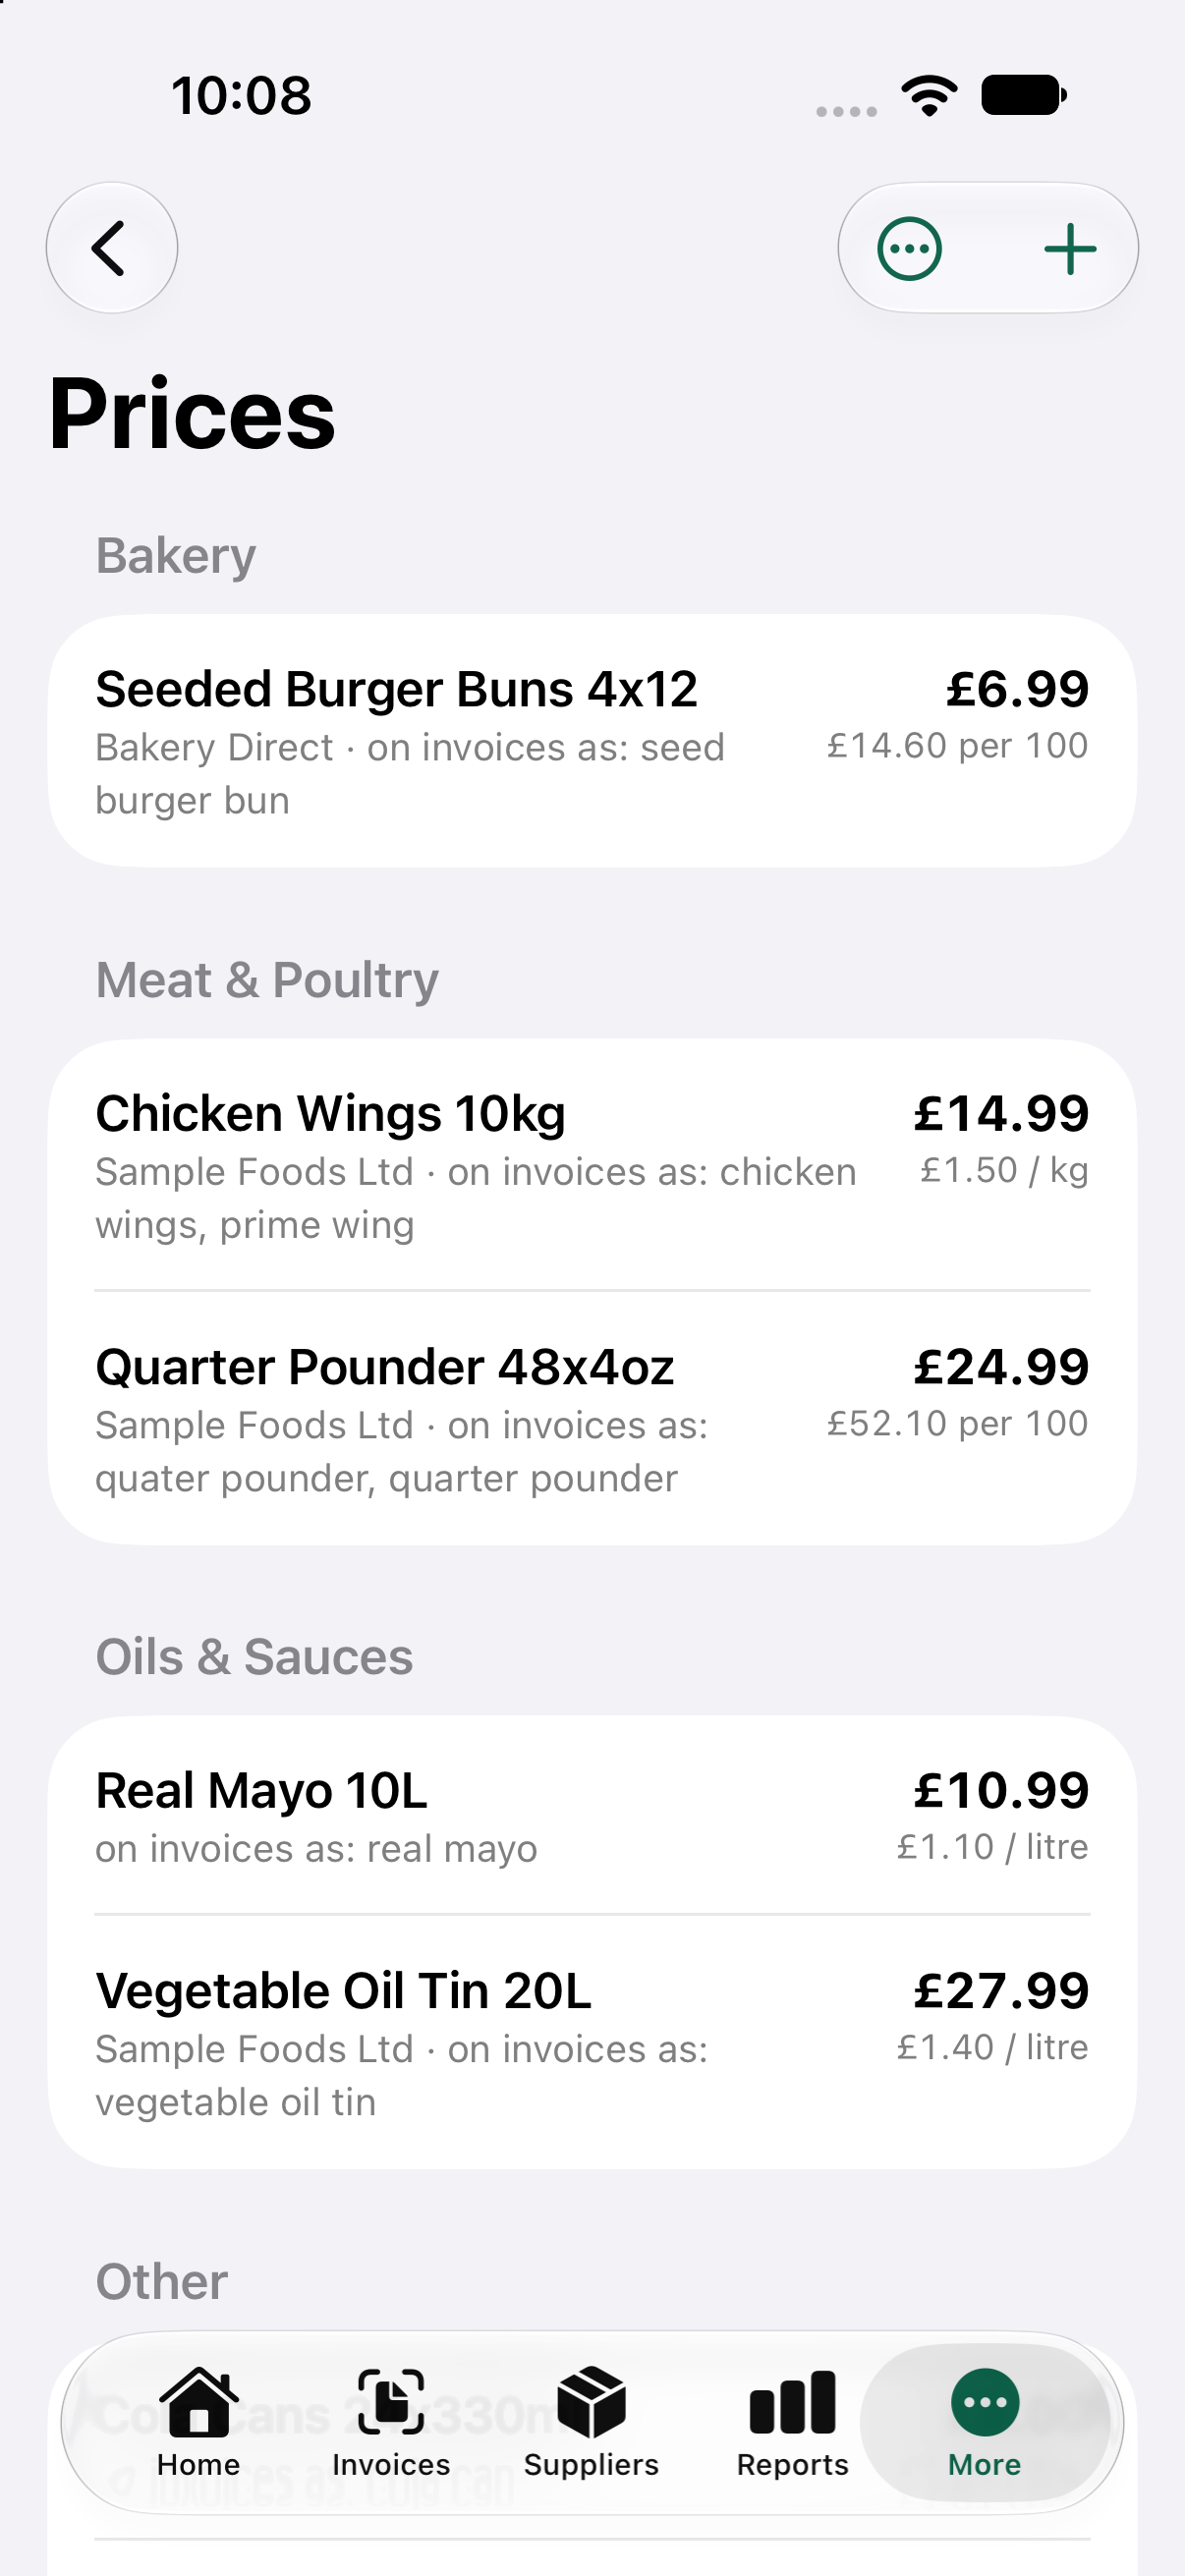 10:08
Prices
Bakery
Seeded Burger Buns 4x12
£6.99
Bakery Direct · on invoices as: seed
£14.60 per 100
burger bun
Meat & Poultry
Chicken Wings 10kg
£14.99
Sample Foods Ltd · on invoices as: chicken
£1.50 / kg
wings, prime wing
Quarter Pounder 48x4oz
£24.99
Sample Foods Ltd · on invoices as:
£52.10 per 100
quater pounder, quarter pounder
Oils & Sauces
Real Mayo 10L
£10.99
on invoices as: real mayo
£1.10 / litre
Vegetable Oil Tin 20L
£27.99
Sample Foods Ltd · on invoices as:
£1.40 / litre
vegetable oil tin
Other
Home
Invoices
Suppliers
Reports
More